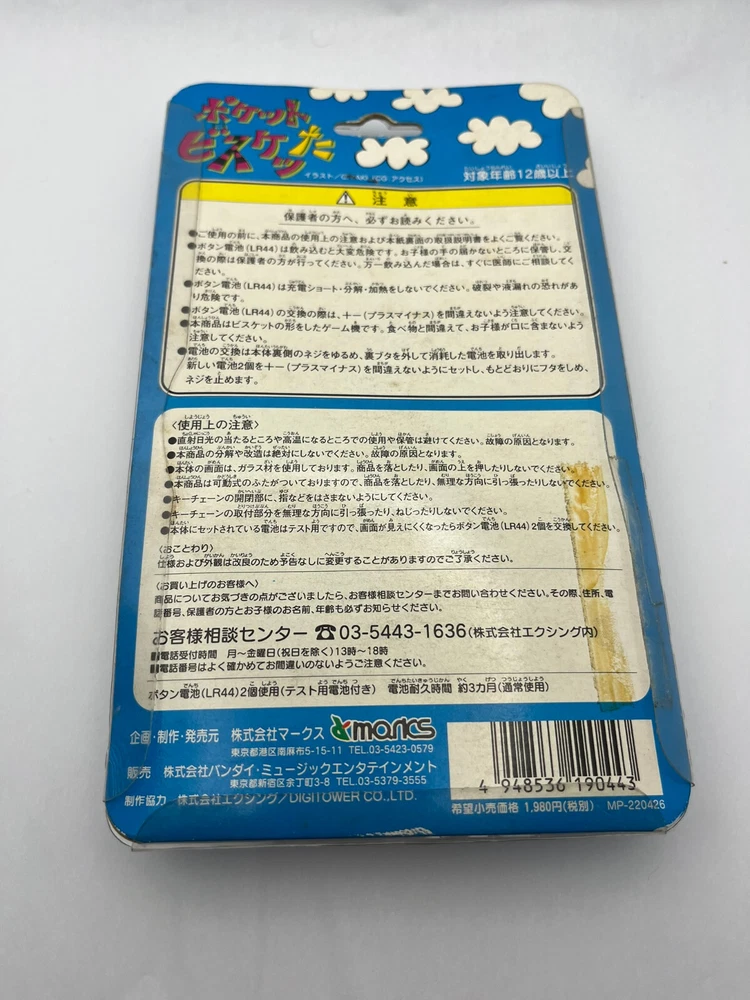 ポケットビスケッツ
対象年齢12歳以上
注意
保護者の方へ、必ずお読みください。
●ご使用の前に、本商品の使用上の注意および本紙裏面の取扱説明書をよくご覧ください。
●ボタン電池(LR44)は飲み込むと大変危険です。お子様の手の届かないところに保管し、交
換の際は保護者の方が行ってください。万一飲み込んだ場合は、すぐに医師にご相談してく
ださい。
●ボタン電池(LR44)は充電ショート・分解・加熱をしないでください。破裂や液漏れの恐れがあ
り危険です。
●ボタン電池(LR44)の交換の際は、+−(プラスマイナス)を間違えないよう注意してください。
●本商品はビスケットの形をしたゲーム機です。食べ物と間違えて、お子様が口に含まないよう
注意してください。
●電池の交換は本体裏側のネジをゆるめ、裏ブタを外して消耗した電池を取り出します。
新しい電池2個を+−(プラスマイナス)を間違えないようにセットし、もとどおりにフタをしめ、
ネジを止めます。
〈使用上の注意〉
●直射日光の当たるところや高温になるところでの使用や保管は避けてください。故障の原因となります。
●本商品の分解や改造は絶対にしないでください。故障の原因となります。
●本体の画面は、ガラス材を使用しております。商品を落としたり、画面の上を押したりしないでください。
●本商品は可動式のふたがついておりますので、商品を落としたり、無理な方向に引っ張ったりしないでください。
●キーチェーンの開閉部に、指などをはさまないようにしてください。
●キーチェーンの取付部分を無理な方向に引っ張ったり、ねじったりしないでください。
●本体にセットされている電池はテスト用ですので、画面が見えにくくなったらボタン電池(LR44)2個を交換してください。
〈おことわり〉
仕様および外観は改良のため予告なしに変更することがありますのでご了承ください。
〈お買い上げのお客様へ〉
商品についてお気づきの点がございましたら、お客様相談センターまでお問い合わせください。その際、住所、電
話番号、保護者の方とお子様のお名前、年齢も必ずお知らせください。
お客様相談センター ☎03-5443-1636(株式会社エクシング内)
■電話受付時間 月〜金曜日(祝日を除く)13時〜18時
■電話番号はよく確かめてお間違いのないようご注意ください。
ボタン電池(LR44)2個使用(テスト用電池付き) 電池耐久時間 約3カ月(通常使用)
企画・制作・発売元 株式会社マークス marks
東京都港区南麻布5-15-11 TEL.03-5423-0579
販売 株式会社バンダイ・ミュージックエンタテインメント
東京都新宿区余丁町3-8 TEL.03-5379-3555
制作協力 株式会社エクシング/DIGITOWER CO.,LTD.
4 948536 190443
希望小売価格 1,980円(税別) MP-220426